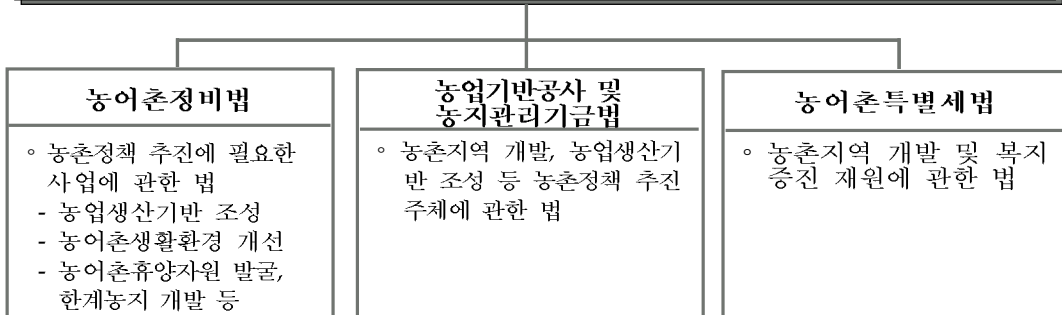 농어촌정비법
◦ 농촌정책 추진에 필요한
사업에 관한 법
- 농업생산기반 조성
- 농어촌생활환경 개선
- 농어촌휴양자원 발굴,
한계농지 개발 등
농업기반공사 및
농지관리기금법
◦ 농촌지역 개발, 농업생산기
반 조성 등 농촌정책 추진
주체에 관한 법
농어촌특별세법
◦ 농촌지역 개발 및 복지
증진 재원에 관한 법